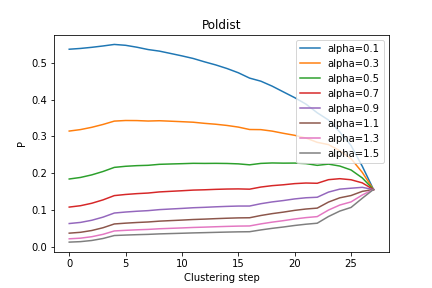 Poldist
P
0.5
0.4
0.3
0.2
0.1
0.0
alpha=0.1
alpha=0.3
alpha=0.5
alpha=0.7
alpha=0.9
alpha=1.1
alpha=1.3
alpha=1.5
0 5 10 15 20 25
Clustering step